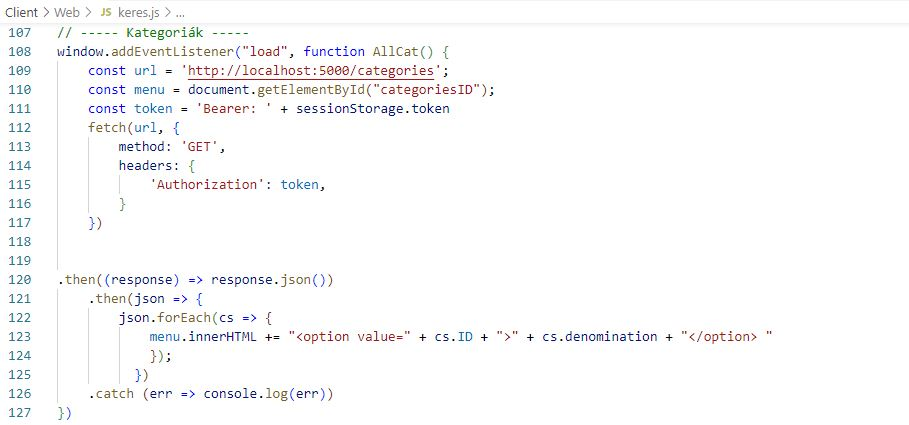 Client > Web > JS keres.js > ...
107 // ----- Kategoriák -----
108 window.addEventListener("load", function AllCat() {
109 const url = 'http://localhost:5000/categories';
110 const menu = document.getElementById("categoriesID");
111 const token = 'Bearer: ' + sessionStorage.token
112 fetch(url, {
113 method: 'GET',
114 headers: {
115 'Authorization': token,
116 }
117 })
118
119
120 .then((response) => response.json())
121 .then(json => {
122 json.forEach(cs => {
123 menu.innerHTML += "<option value=" + cs.ID + ">" + cs.denomination + "</option> "
124 });
125 })
126 .catch (err => console.log(err))
127 })